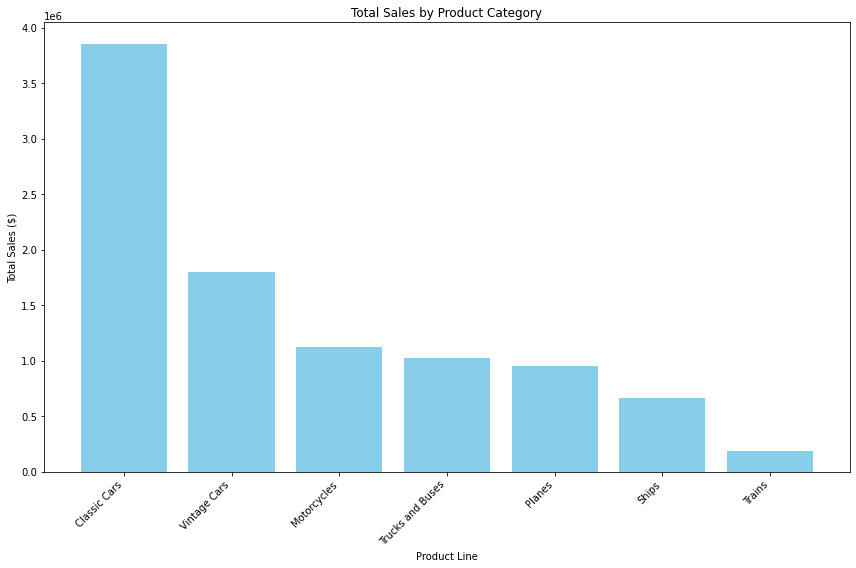 Total Sales by Product Category
1e6
4.0
3.5
3.0
2.5
2.0
1.5
1.0
0.5
0.0
Total Sales ($)
Classic Cars
Vintage Cars
Motorcycles
Trucks and Buses
Planes
Ships
Trains
Product Line